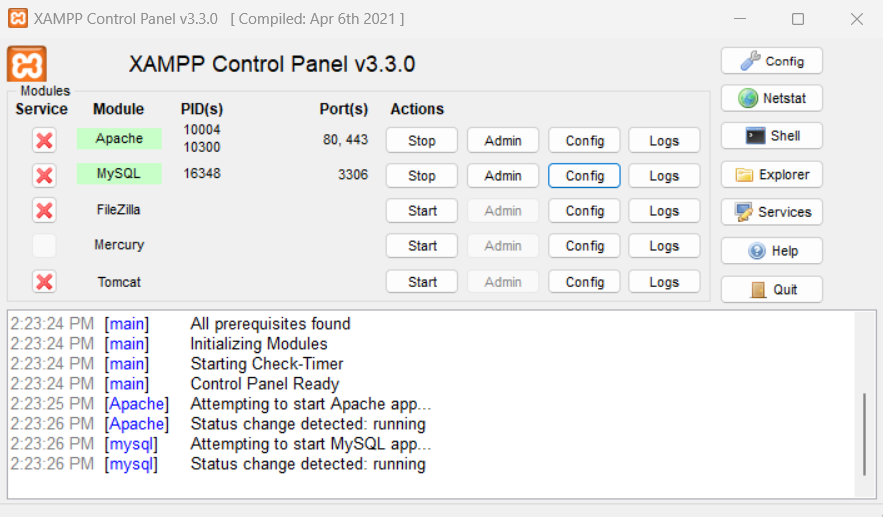 XAMPP Control Panel v3.3.0 [ Compiled: Apr 6th 2021 ]
XAMPP Control Panel v3.3.0
Config
Modules
Service Module PID(s) Port(s) Actions
Netstat
Apache 10004 10300 80, 443 Stop Admin Config Logs
Shell
MySQL 16348 3306 Stop Admin Config Logs
Explorer
FileZilla Start Admin Config Logs
Services
Mercury Start Admin Config Logs
Help
Tomcat Start Admin Config Logs
Quit
2:23:24 PM [main] All prerequisites found
2:23:24 PM [main] Initializing Modules
2:23:24 PM [main] Starting Check-Timer
2:23:24 PM [main] Control Panel Ready
2:23:25 PM [Apache] Attempting to start Apache app...
2:23:26 PM [Apache] Status change detected: running
2:23:26 PM [mysql] Attempting to start MySQL app...
2:23:26 PM [mysql] Status change detected: running